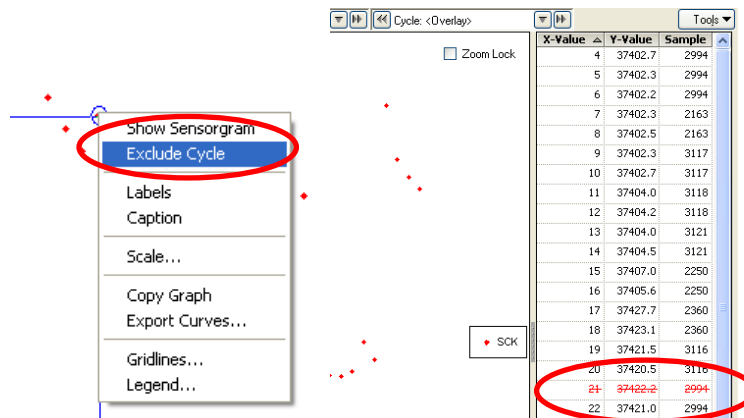 Cycle: <Overlay>
Tools
Zoom Lock
Show Sensorgram
Exclude Cycle
Labels
Caption
Scale...
Copy Graph
Export Curves...
Gridlines...
Legend...
SCK
X-Value Y-Value Sample
4 37402.7 2994
5 37402.3 2994
6 37402.2 2994
7 37402.3 2163
8 37402.5 2163
9 37402.3 3117
10 37402.7 3117
11 37404.0 3118
12 37404.2 3118
13 37404.0 3121
14 37404.5 3121
15 37407.0 2250
16 37405.6 2250
17 37427.7 2360
18 37423.1 2360
19 37421.5 3116
20 37420.5 3116
21 37422.2 2994
22 37421.0 2994